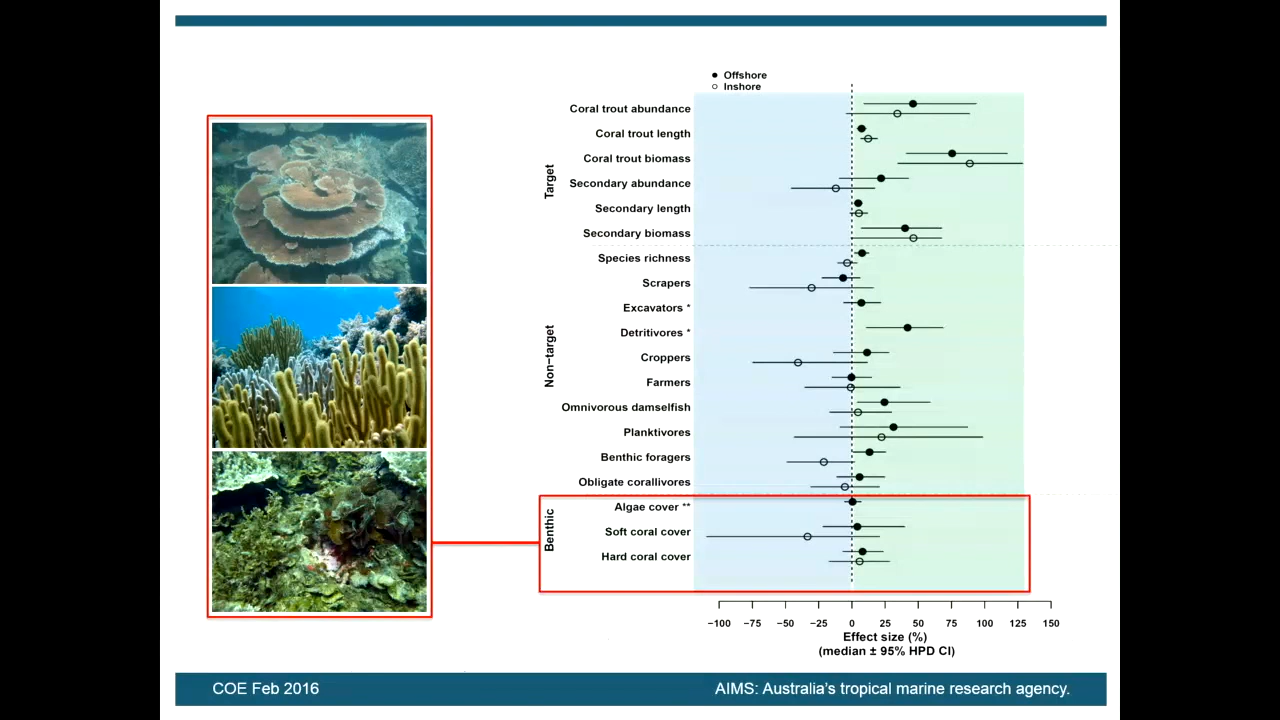 Offshore
Inshore
Target
Coral trout abundance
Coral trout length
Coral trout biomass
Secondary abundance
Secondary length
Secondary biomass
Non−target
Species richness
Scrapers
Excavators *
Detritivores *
Croppers
Farmers
Omnivorous damselfish
Planktivores
Benthic foragers
Obligate corallivores
Benthic
Algae cover **
Soft coral cover
Hard coral cover
−100 −75 −50 −25 0 25 50 75 100 125 150
Effect size (%)
(median ± 95% HPD CI)
COE Feb 2016
AIMS: Australia's tropical marine research agency.